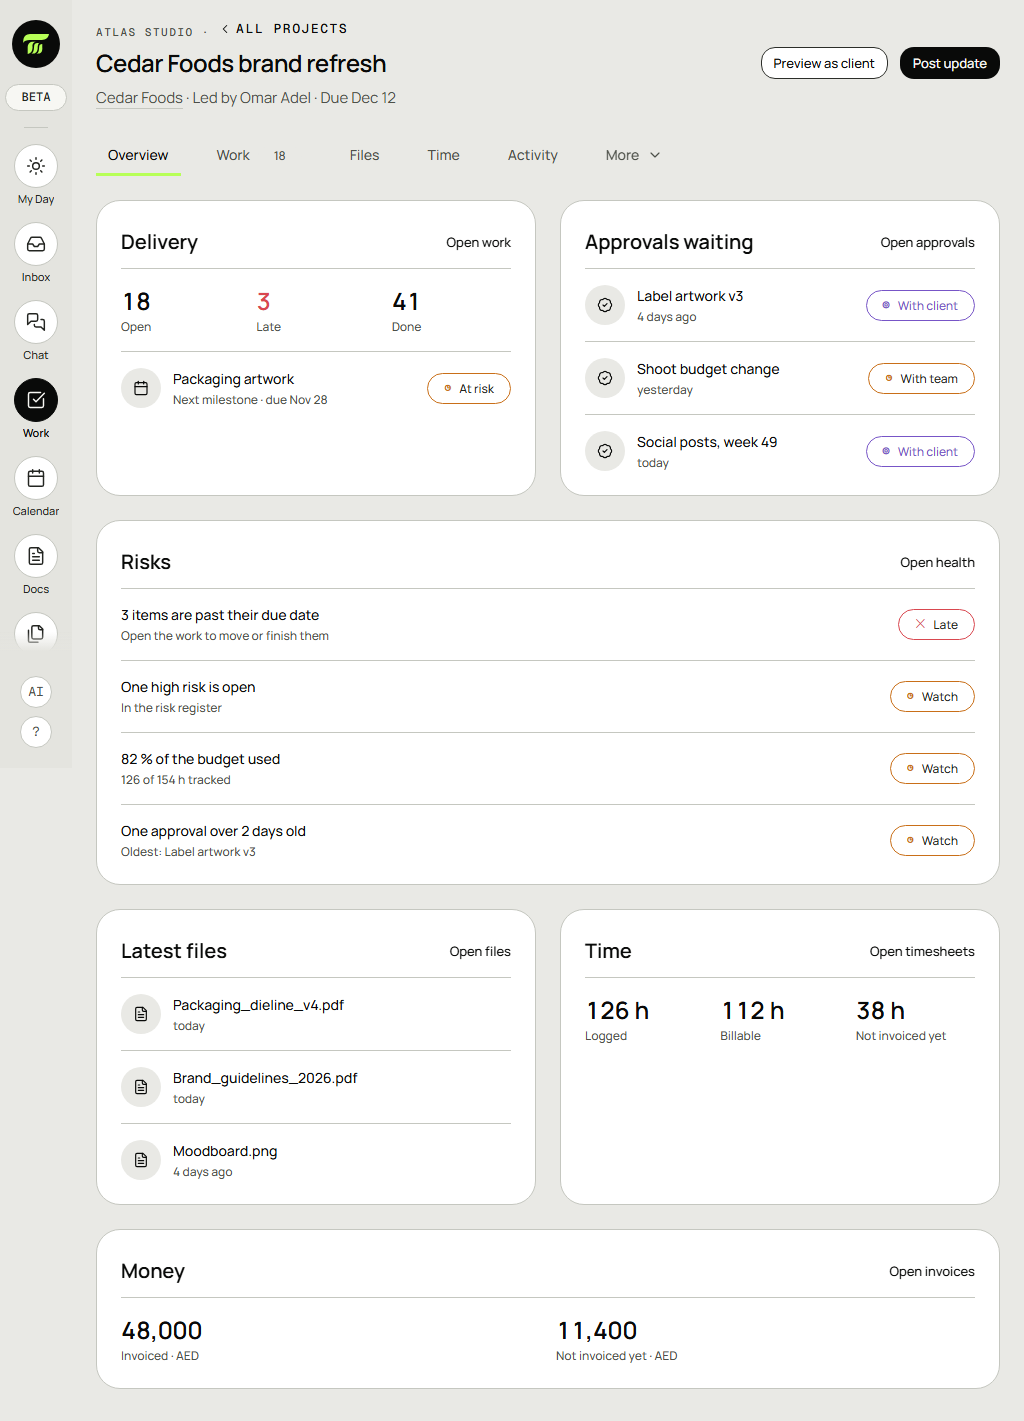 ATLAS STUDIO · ALL PROJECTS
Cedar Foods brand refresh
Cedar Foods · Led by Omar Adel · Due Dec 12
Preview as client
Post update
BETA
My Day
Inbox
Chat
Work
Calendar
Docs
AI
?
Overview
Work 18
Files
Time
Activity
More
Delivery
Open work
18
Open
3
Late
41
Done
Packaging artwork
Next milestone · due Nov 28
At risk
Approvals waiting
Open approvals
Label artwork v3
4 days ago
With client
Shoot budget change
yesterday
With team
Social posts, week 49
today
With client
Risks
Open health
3 items are past their due date
Open the work to move or finish them
Late
One high risk is open
In the risk register
Watch
82 % of the budget used
126 of 154 h tracked
Watch
One approval over 2 days old
Oldest: Label artwork v3
Watch
Latest files
Open files
Packaging_dieline_v4.pdf
today
Brand_guidelines_2026.pdf
today
Moodboard.png
4 days ago
Time
Open timesheets
126 h
Logged
112 h
Billable
38 h
Not invoiced yet
Money
Open invoices
48,000
Invoiced · AED
11,400
Not invoiced yet · AED